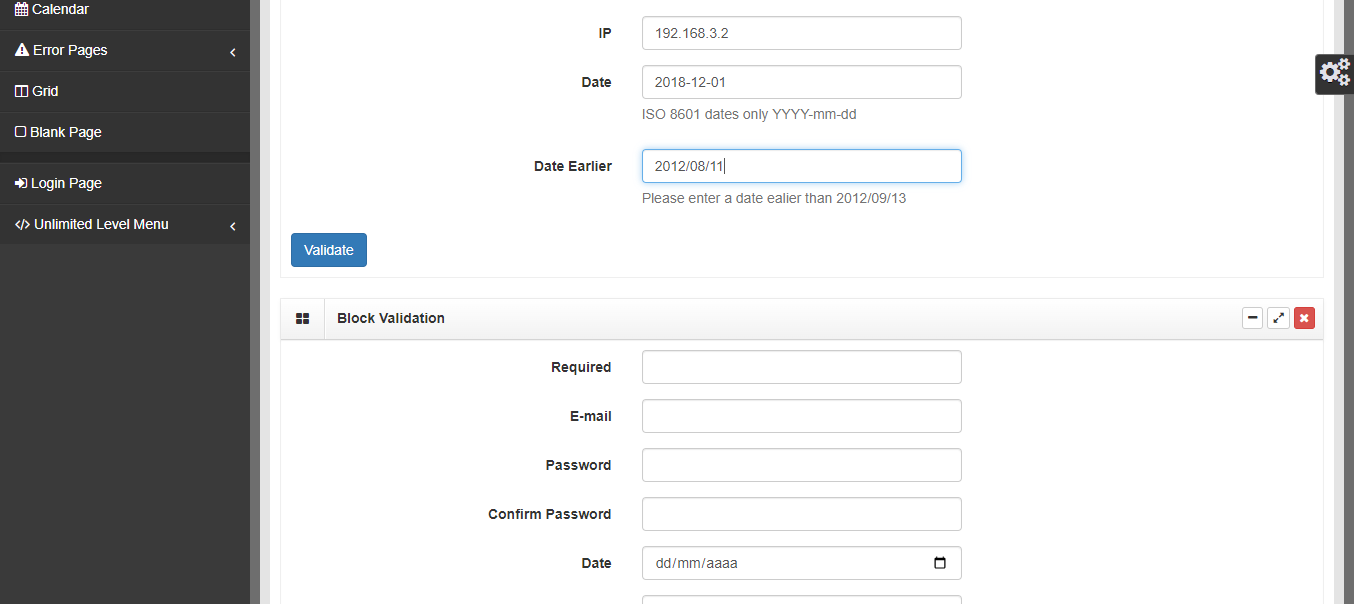 Calendar
Error Pages
Grid
Blank Page
Login Page
Unlimited Level Menu
IP 192.168.3.2
Date 2018-12-01
ISO 8601 dates only YYYY-mm-dd
Date Earlier 2012/08/11
Please enter a date ealier than 2012/09/13
Validate
Block Validation
Required
E-mail
Password
Confirm Password
Date dd/mm/aaaa